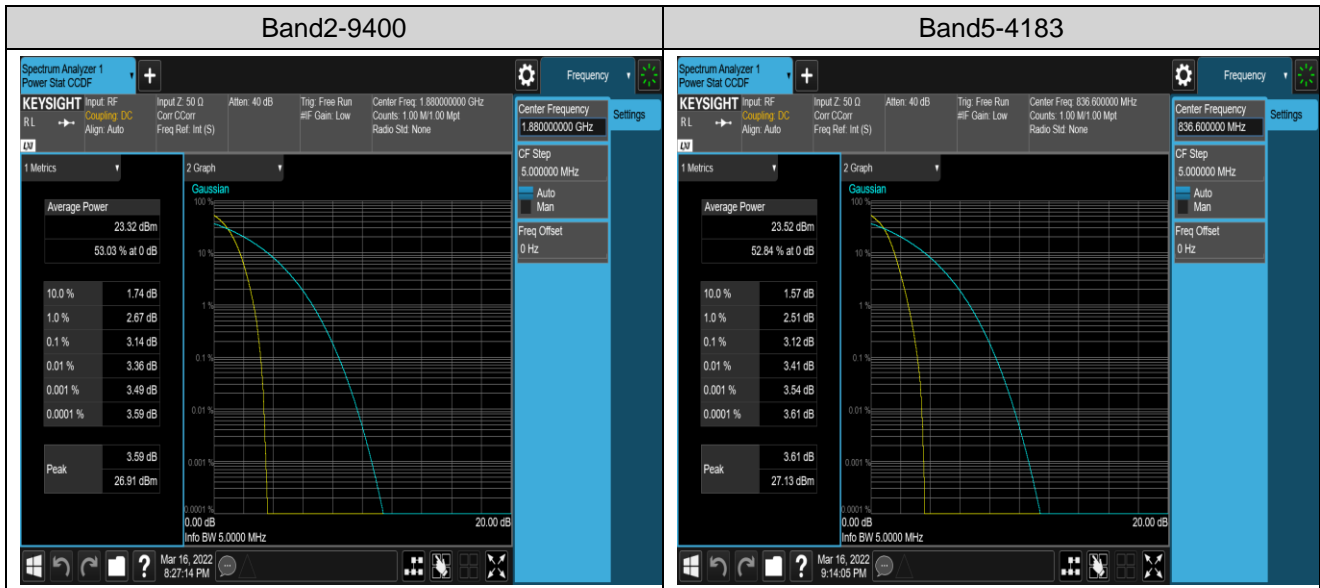 Band2-9400
Spectrum Analyzer 1
Power Stat CCDF
Frequency
KEYSIGHT
RL
Input: RF
Coupling: DC
Align: Auto
Input Z: 50 Ω
Corr CCorr
Freq Ref: Int (S)
Atten: 40 dB
Trig: Free Run
#IF Gain: Low
Center Freq: 1.880000000 GHz
Counts: 1.00 M/1.00 Mpt
Radio Std: None
LXI
Center Frequency
1.880000000 GHz
Settings
CF Step
5.000000 MHz
Auto
Man
Freq Offset
0 Hz
1 Metrics
Average Power
23.32 dBm
53.03 % at 0 dB
10.0 % 1.74 dB
1.0 % 2.67 dB
0.1 % 3.14 dB
0.01 % 3.36 dB
0.001 % 3.49 dB
0.0001 % 3.59 dB
Peak
3.59 dB
26.91 dBm
2 Graph
Gaussian
100 %
10 %
1 %
0.1 %
0.01 %
0.001 %
0.0001 %
0.00 dB 20.00 dB
Info BW 5.0000 MHz
?
Mar 16, 2022
8:27:14 PM
Band5-4183
Spectrum Analyzer 1
Power Stat CCDF
Frequency
KEYSIGHT
RL
Input: RF
Coupling: DC
Align: Auto
Input Z: 50 Ω
Corr CCorr
Freq Ref: Int (S)
Atten: 40 dB
Trig: Free Run
#IF Gain: Low
Center Freq: 836.600000 MHz
Counts: 1.00 M/1.00 Mpt
Radio Std: None
LXI
Center Frequency
836.600000 MHz
Settings
CF Step
5.000000 MHz
Auto
Man
Freq Offset
0 Hz
1 Metrics
Average Power
23.52 dBm
52.84 % at 0 dB
10.0 % 1.57 dB
1.0 % 2.51 dB
0.1 % 3.12 dB
0.01 % 3.41 dB
0.001 % 3.54 dB
0.0001 % 3.61 dB
Peak
3.61 dB
27.13 dBm
2 Graph
Gaussian
100 %
10 %
1 %
0.1 %
0.01 %
0.001 %
0.0001 %
0.00 dB 20.00 dB
Info BW 5.0000 MHz
?
Mar 16, 2022
9:14:05 PM